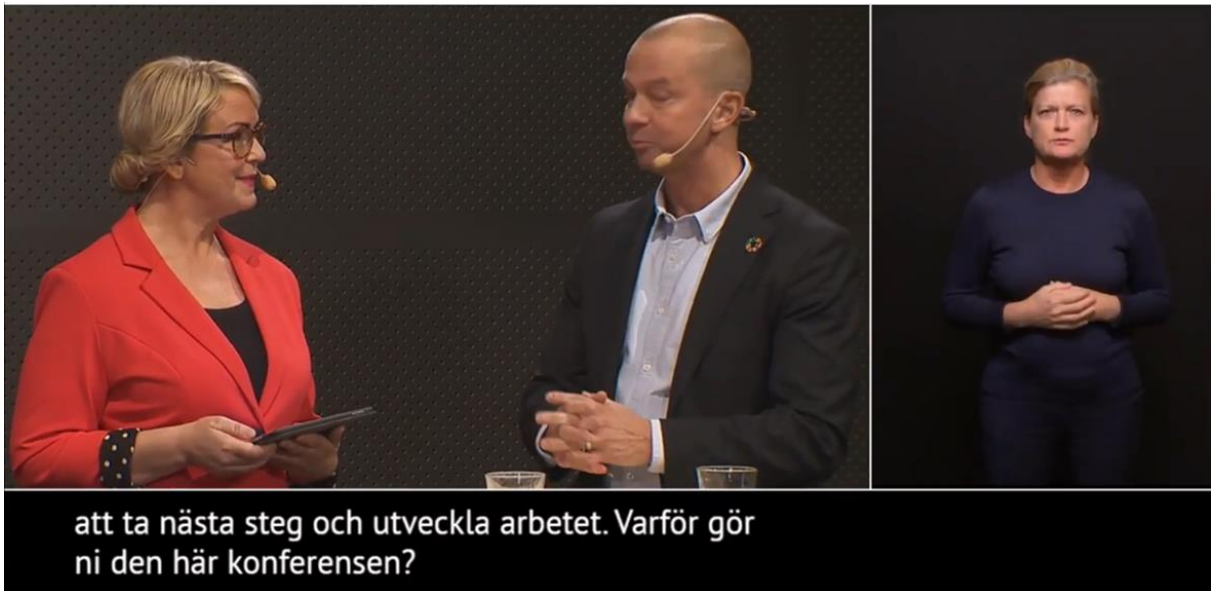 att ta nästa steg och utveckla arbetet. Varför gör
ni den här konferensen?